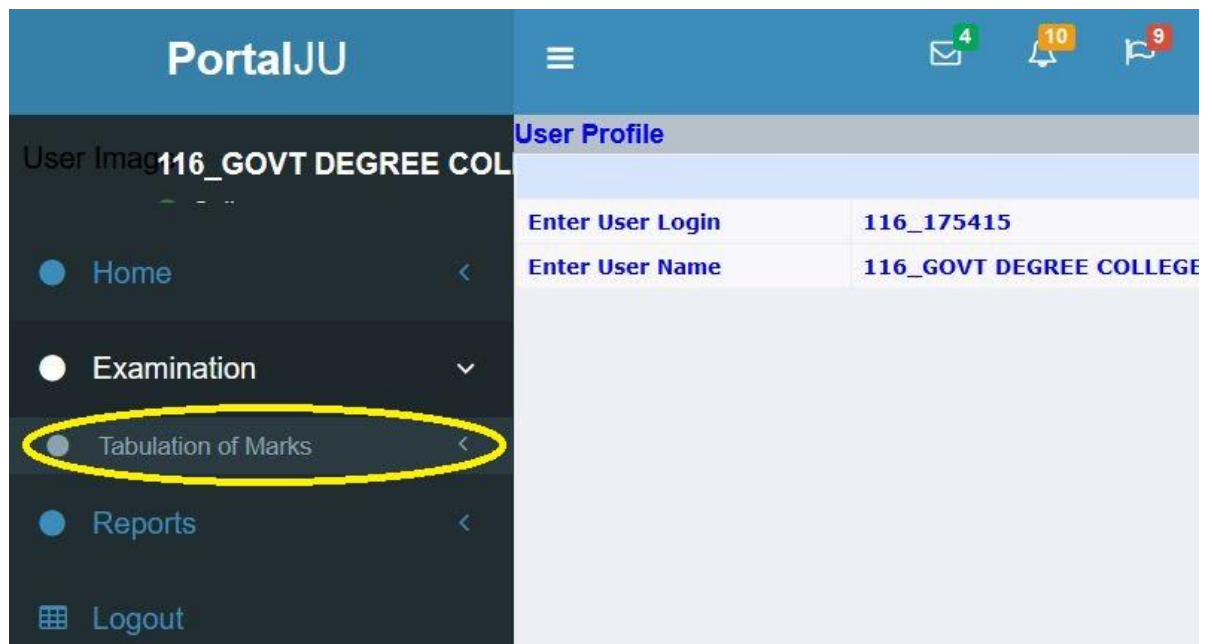 PortalJU
4
10
9
User Imag
116_GOVT DEGREE COL
User Profile
Enter User Login 116_175415
Enter User Name 116_GOVT DEGREE COLLEGE
Home
Examination
Tabulation of Marks
Reports
Logout